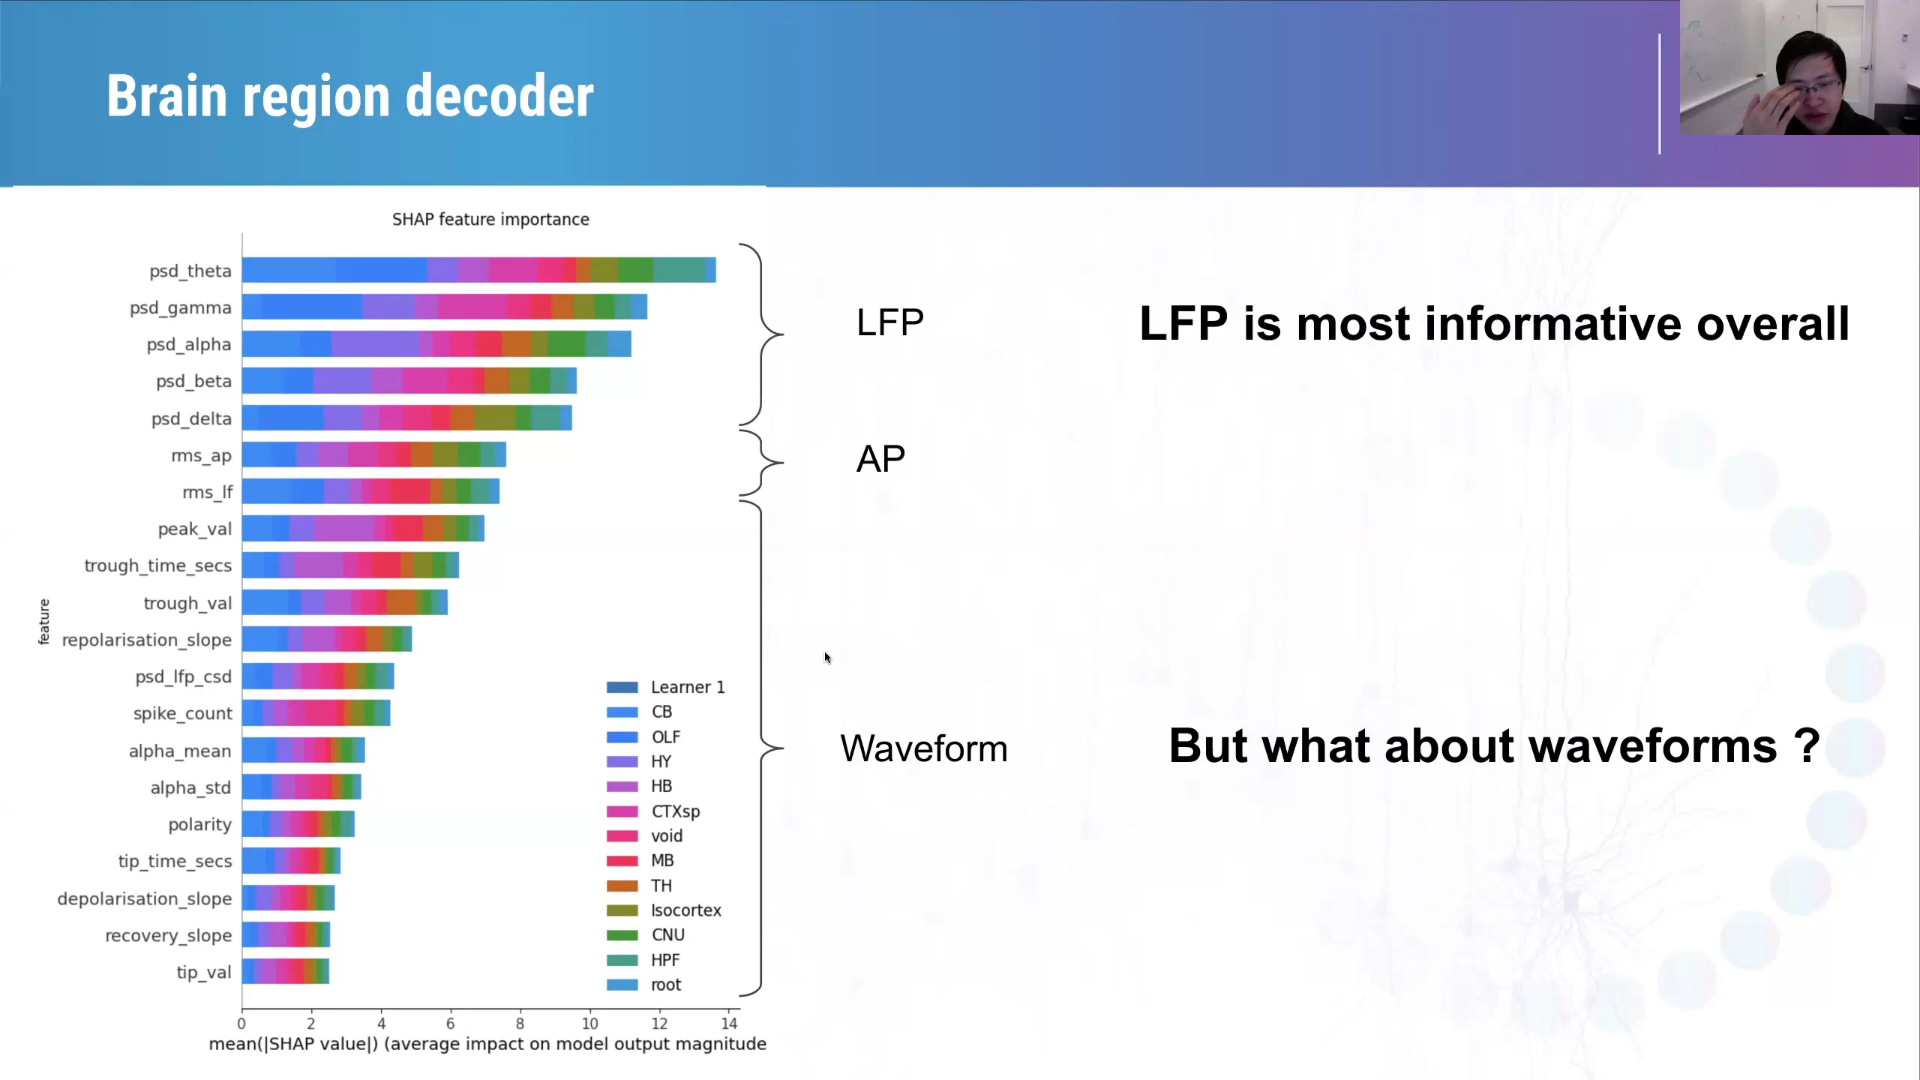 Brain region decoder
SHAP feature importance
psd_theta
psd_gamma
psd_alpha
psd_beta
psd_delta
rms_ap
rms_lf
peak_val
trough_time_secs
trough_val
repolarisation_slope
psd_lfp_csd
spike_count
alpha_mean
alpha_std
polarity
tip_time_secs
depolarisation_slope
recovery_slope
tip_val
feature
Learner 1
CB
OLF
HY
HB
CTXsp
void
MB
TH
Isocortex
CNU
HPF
root
0 2 4 6 8 10 12 14
mean(|SHAP value|) (average impact on model output magnitude
LFP
AP
Waveform
LFP is most informative overall
But what about waveforms ?